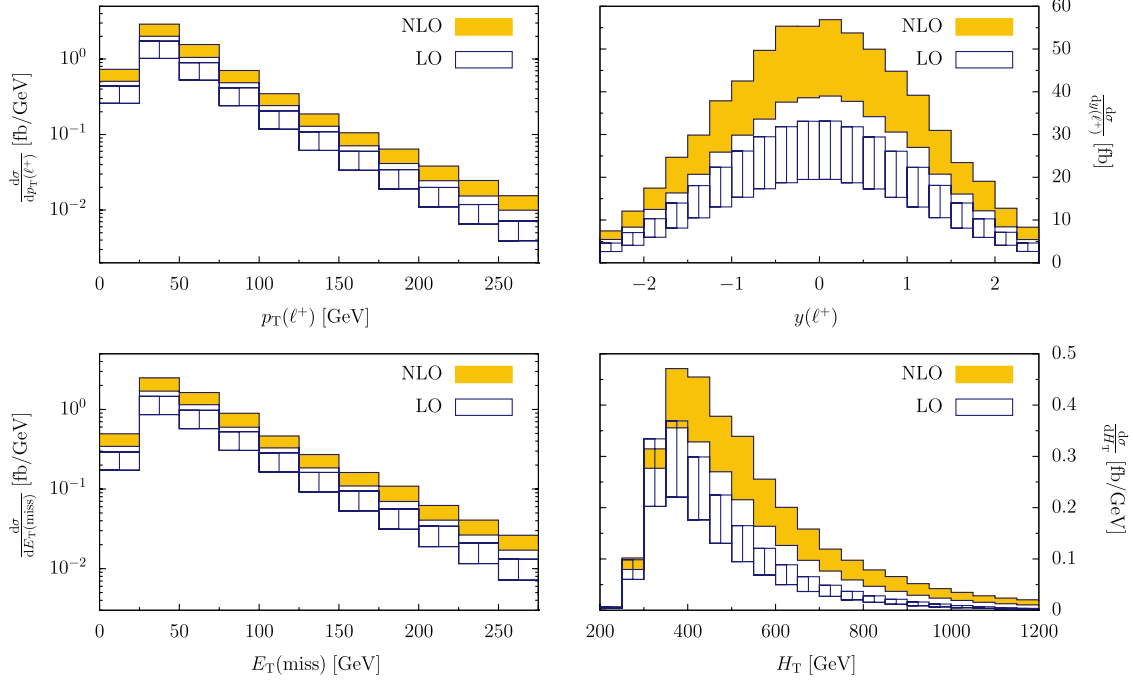 NLO
LO
10^0
10^{-1}
10^{-2}
dσ/dp_T(ℓ^+) [fb/GeV]
0 50 100 150 200 250
p_T(ℓ^+) [GeV]
NLO
LO
60
50
40
30
20
10
0
dσ/dy(ℓ^+) [fb]
−2 −1 0 1 2
y(ℓ^+)
NLO
LO
10^0
10^{-1}
10^{-2}
dσ/dE_T(miss) [fb/GeV]
0 50 100 150 200 250
E_T(miss) [GeV]
NLO
LO
0.5
0.4
0.3
0.2
0.1
0
dσ/dH_T [fb/GeV]
200 400 600 800 1000 1200
H_T [GeV]